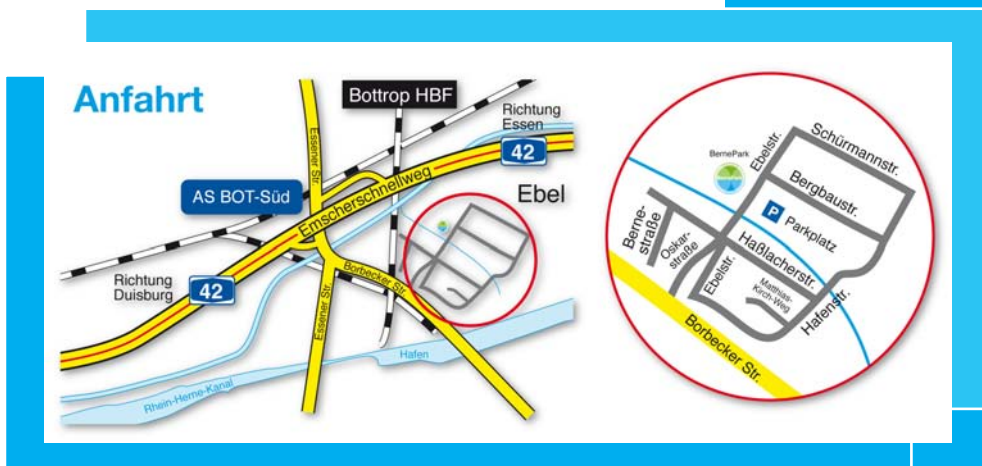 Anfahrt
Bottrop HBF
Richtung
Essen
42
Essener Str.
AS BOT-Süd
Emscherschnellweg
Ebel
Richtung
Duisburg
42
Borbecker Str.
Essener Str.
Hafen
Rhein-Herne-Kanal
BernePark
Ebelstr.
Schürmannstr.
Bergbaustr.
P Parkplatz
Berne-
straße
Oskar-
straße
Haßlacherstr.
Ebelstr.
Matthias-
Kirch-Weg
Hafenstr.
Borbecker Str.